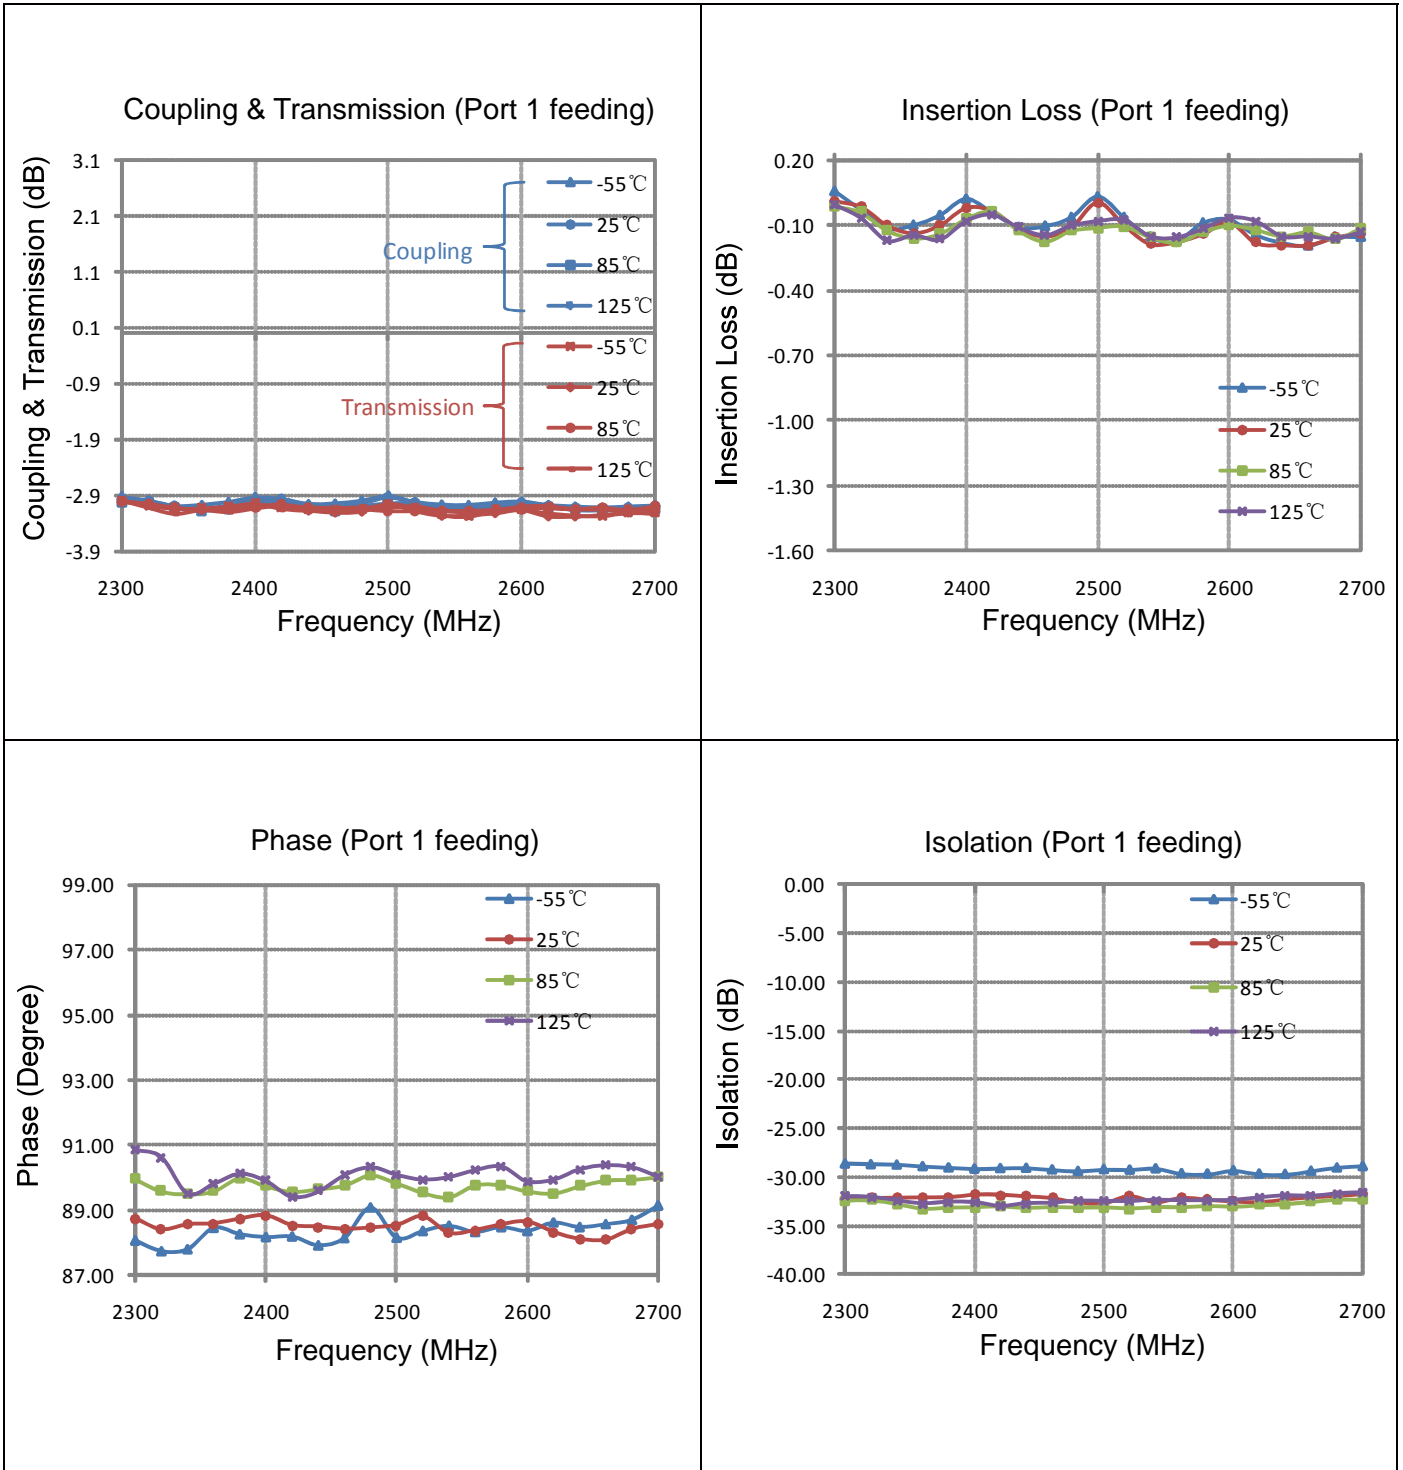 Coupling & Transmission (Port 1 feeding)
Coupling & Transmission (dB)
3.1
2.1
1.1
0.1
-0.9
-1.9
-2.9
-3.9
Coupling
-55℃
25℃
85℃
125℃
Transmission
-55℃
25℃
85℃
125℃
2300 2400 2500 2600 2700
Frequency (MHz)
Insertion Loss (Port 1 feeding)
Insertion Loss (dB)
0.20
-0.10
-0.40
-0.70
-1.00
-1.30
-1.60
-55℃
25℃
85℃
125℃
2300 2400 2500 2600 2700
Frequency (MHz)
Phase (Port 1 feeding)
Phase (Degree)
99.00
97.00
95.00
93.00
91.00
89.00
87.00
-55℃
25℃
85℃
125℃
2300 2400 2500 2600 2700
Frequency (MHz)
Isolation (Port 1 feeding)
Isolation (dB)
0.00
-5.00
-10.00
-15.00
-20.00
-25.00
-30.00
-35.00
-40.00
-55℃
25℃
85℃
125℃
2300 2400 2500 2600 2700
Frequency (MHz)